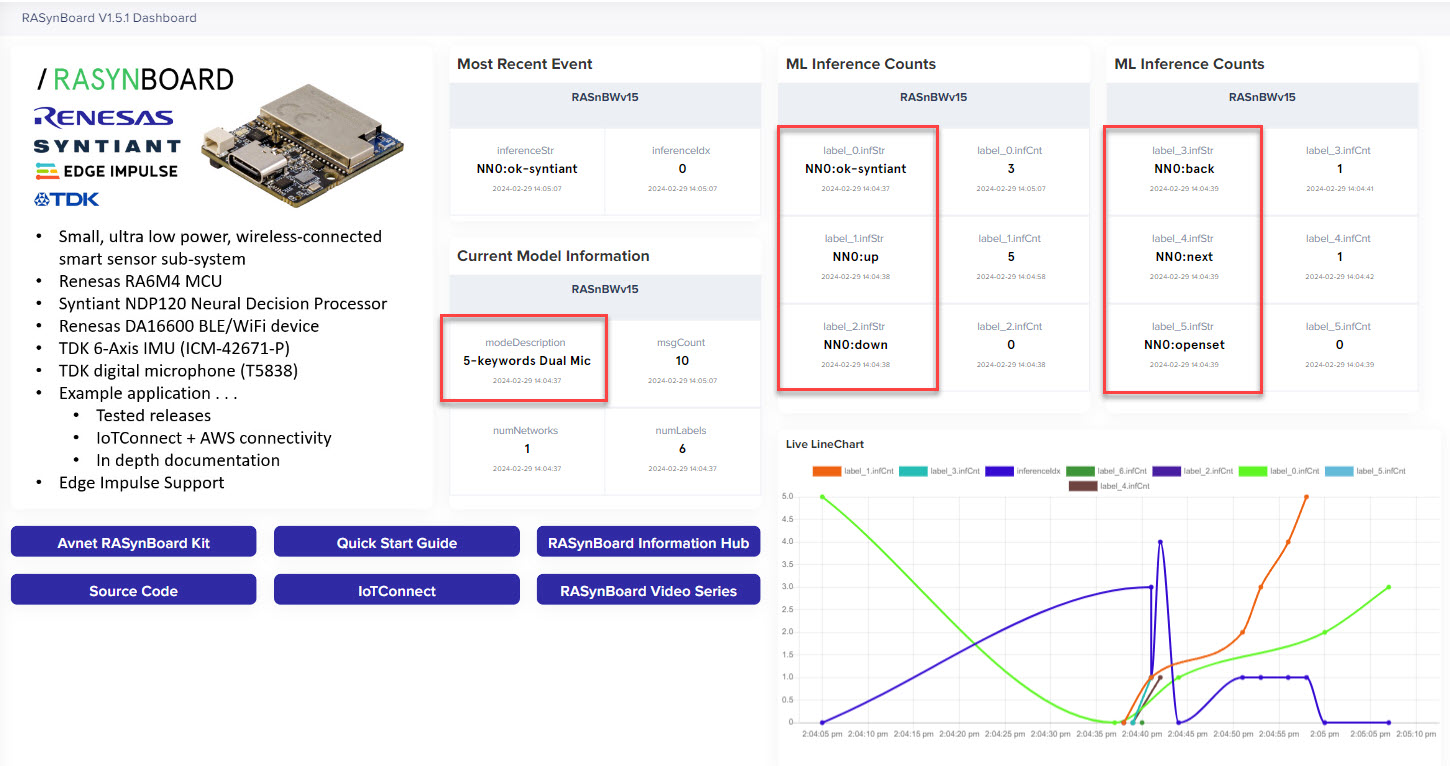 RASynBoard V1.5.1 Dashboard
/ RASYNBOARD
RENESAS
SYNTIANT
EDGE IMPULSE
TDK
• Small, ultra low power, wireless-connected
smart sensor sub-system
• Renesas RA6M4 MCU
• Syntiant NDP120 Neural Decision Processor
• Renesas DA16600 BLE/WiFi device
• TDK 6-Axis IMU (ICM-42671-P)
• TDK digital microphone (T5838)
• Example application . . .
• Tested releases
• IoTConnect + AWS connectivity
• In depth documentation
• Edge Impulse Support
Avnet RASynBoard Kit
Quick Start Guide
RASynBoard Information Hub
Source Code
IoTConnect
RASynBoard Video Series
Most Recent Event
RASnBWv15
inferenceStr
NN0:ok-syntiant
2024-02-29 14:05:07
inferenceIdx
0
2024-02-29 14:05:07
Current Model Information
RASnBWv15
modeDescription
5-keywords Dual Mic
2024-02-29 14:04:37
msgCount
10
2024-02-29 14:05:07
numNetworks
1
2024-02-29 14:04:37
numLabels
6
2024-02-29 14:04:37
ML Inference Counts
RASnBWv15
label_0.infStr
NN0:ok-syntiant
2024-02-29 14:04:37
label_0.infCnt
3
2024-02-29 14:05:07
label_1.infStr
NN0:up
2024-02-29 14:04:38
label_1.infCnt
5
2024-02-29 14:04:58
label_2.infStr
NN0:down
2024-02-29 14:04:38
label_2.infCnt
0
2024-02-29 14:04:38
ML Inference Counts
RASnBWv15
label_3.infStr
NN0:back
2024-02-29 14:04:39
label_3.infCnt
1
2024-02-29 14:04:41
label_4.infStr
NN0:next
2024-02-29 14:04:39
label_4.infCnt
1
2024-02-29 14:04:42
label_5.infStr
NN0:openset
2024-02-29 14:04:39
label_5.infCnt
0
2024-02-29 14:04:39
Live LineChart
label_1.infCnt label_3.infCnt inferenceIdx label_6.infCnt label_2.infCnt label_0.infCnt label_5.infCnt
label_4.infCnt
5.0
4.5
4.0
3.5
3.0
2.5
2.0
1.5
1.0
0.5
0
2:04:05 pm 2:04:10 pm 2:04:15 pm 2:04:20 pm 2:04:25 pm 2:04:30 pm 2:04:35 pm 2:04:40 pm 2:04:45 pm 2:04:50 pm 2:04:55 pm 2:05 pm 2:05:05 pm 2:05:10 pm